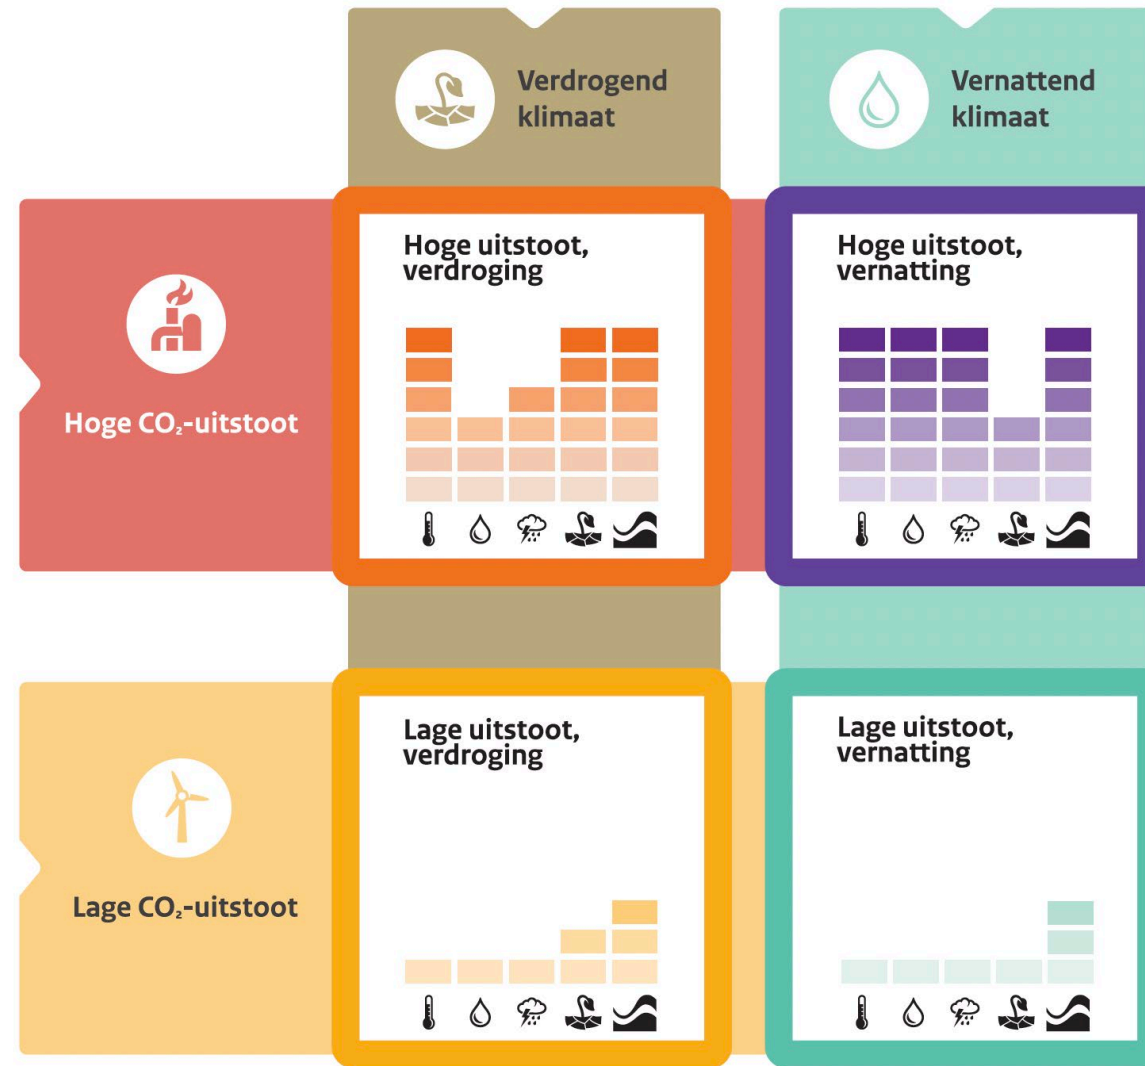 Verdrogend
klimaat
Vernattend
klimaat
Hoge CO₂-uitstoot
Hoge uitstoot,
verdroging
Hoge uitstoot,
vernatting
Lage CO₂-uitstoot
Lage uitstoot,
verdroging
Lage uitstoot,
vernatting